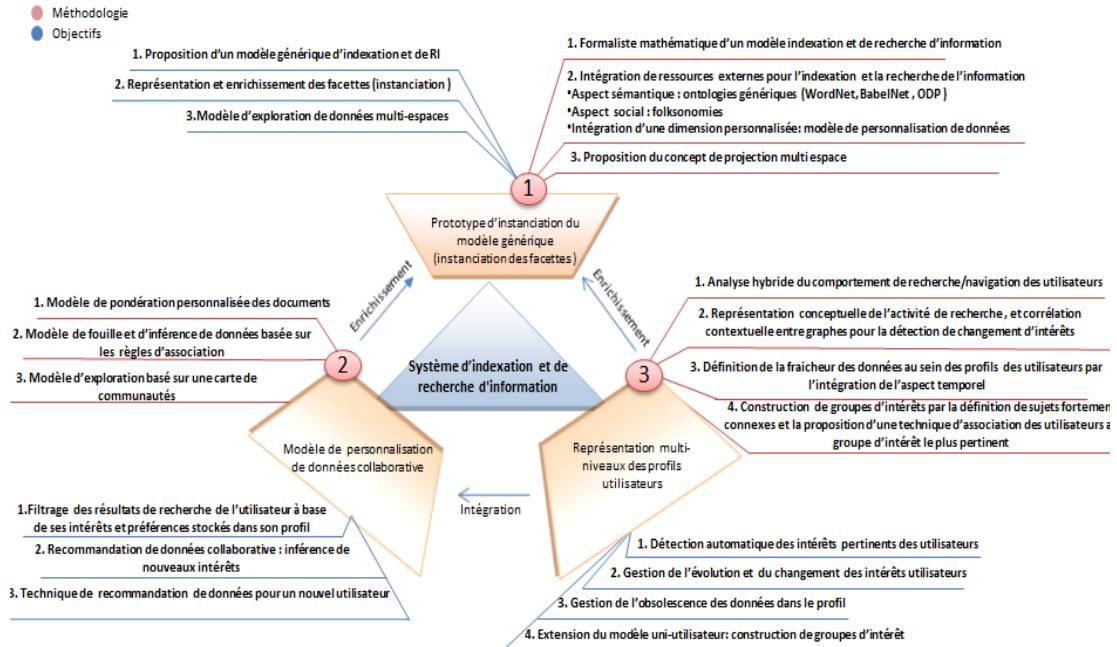 Méthodologie
Objectifs
1. Proposition d'un modèle générique d'indexation et de RI
2. Représentation et enrichissement des facettes (instanciation )
3.Modèle d'exploration de données multi-espaces
1. Formaliste mathématique d'un modèle indexation et de recherche d'information
2. Intégration de ressources externes pour l'indexation et la recherche de l'information
•Aspect sémantique : ontologies génériques (WordNet, BabelNet , ODP )
•Aspect social : folksonomies
•Intégration d'une dimension personnalisée: modèle de personnalisation de données
3. Proposition du concept de projection multi espace
1
Prototype d'instanciation du
modèle générique
(instanciation des facettes )
Enrichissement
Enrichissement
1. Modèle de pondération personnalisée des documents
2. Modèle de fouille et d'inférence de données basée sur
les règles d'association
3. Modèle d'exploration basé sur une carte de
communautés
2
Système d'indexation et de
recherche d'information
3
1. Analyse hybride du comportement de recherche/navigation des utilisateurs
2. Représentation conceptuelle de l'activité de recherche , et corrélation
contextuelle entre graphes pour la détection de changement d'intérêts
3. Définition de la fraicheur des données au sein des profils des utilisateurs par
l'intégration de l'aspect temporel
4. Construction de groupes d'intérêts par la définition de sujets fortement
connexes et la proposition d'une technique d'association des utilisateurs a
groupe d'intérêt le plus pertinent
Modèle de personnalisation
de données collaborative
Représentation multi-
niveaux des profils
utilisateurs
Intégration
1.Filtrage des résultats de recherche de l'utilisateur à base
de ses intérêts et préférences stockés dans son profil
2. Recommandation de données collaborative : inférence de
nouveaux intérêts
3. Technique de recommandation de données pour un nouvel utilisateur
1. Détection automatique des intérêts pertinents des utilisateurs
2. Gestion de l'évolution et du changement des intérêts utilisateurs
3. Gestion de l'obsolescence des données dans le profil
4. Extension du modèle uni-utilisateur: construction de groupes d'intérêt